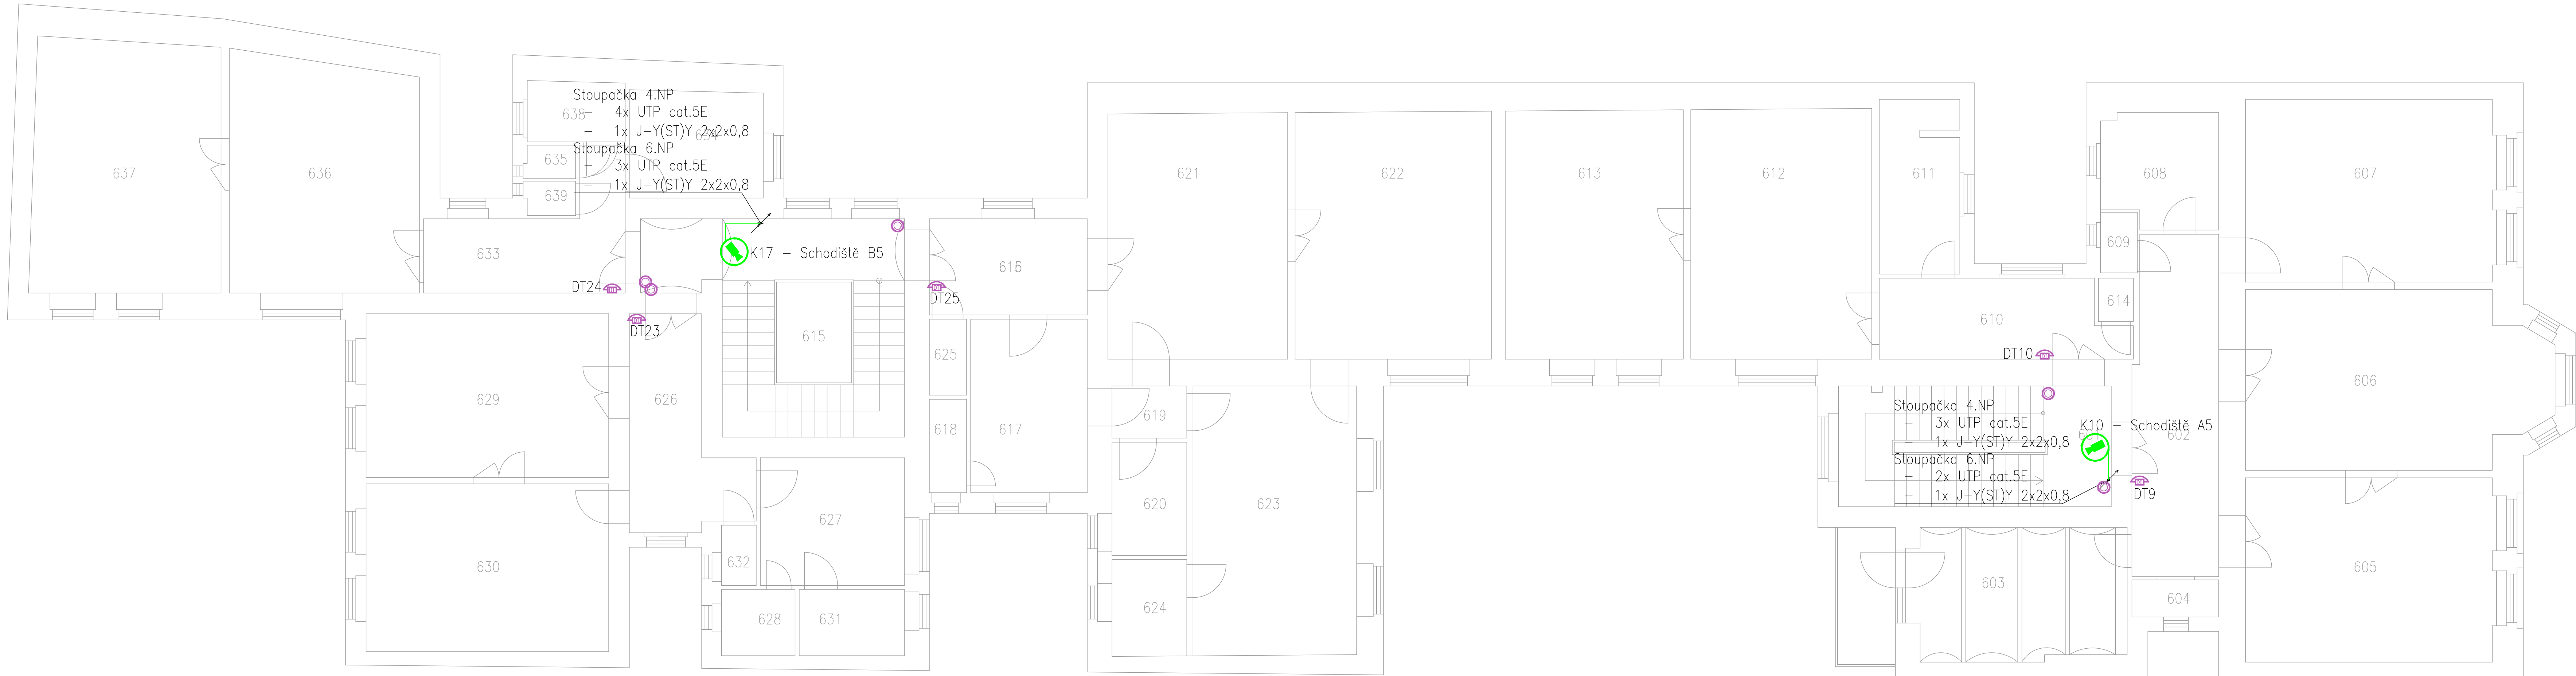 Stoupačka 4.NP
- 4x UTP cat.5E
- 1x J-Y(ST)Y 2x2x0,8
Stoupačka 6.NP
- 3x UTP cat.5E
- 1x J-Y(ST)Y 2x2x0,8
638
635
639
637
636
633
K17 - Schodiště B5
DT24
DT23
DT25
616
621
622
613
612
611
608
607
609
614
610
DT10
615
625
629
626
618
617
619
606
Stoupačka 4.NP
- 3x UTP cat.5E
- 1x J-Y(ST)Y 2x2x0,8
Stoupačka 6.NP
- 2x UTP cat.5E
- 1x J-Y(ST)Y 2x2x0,8
K10 - Schodiště A5
602
DT9
620
623
627
632
630
628
631
624
603
604
605